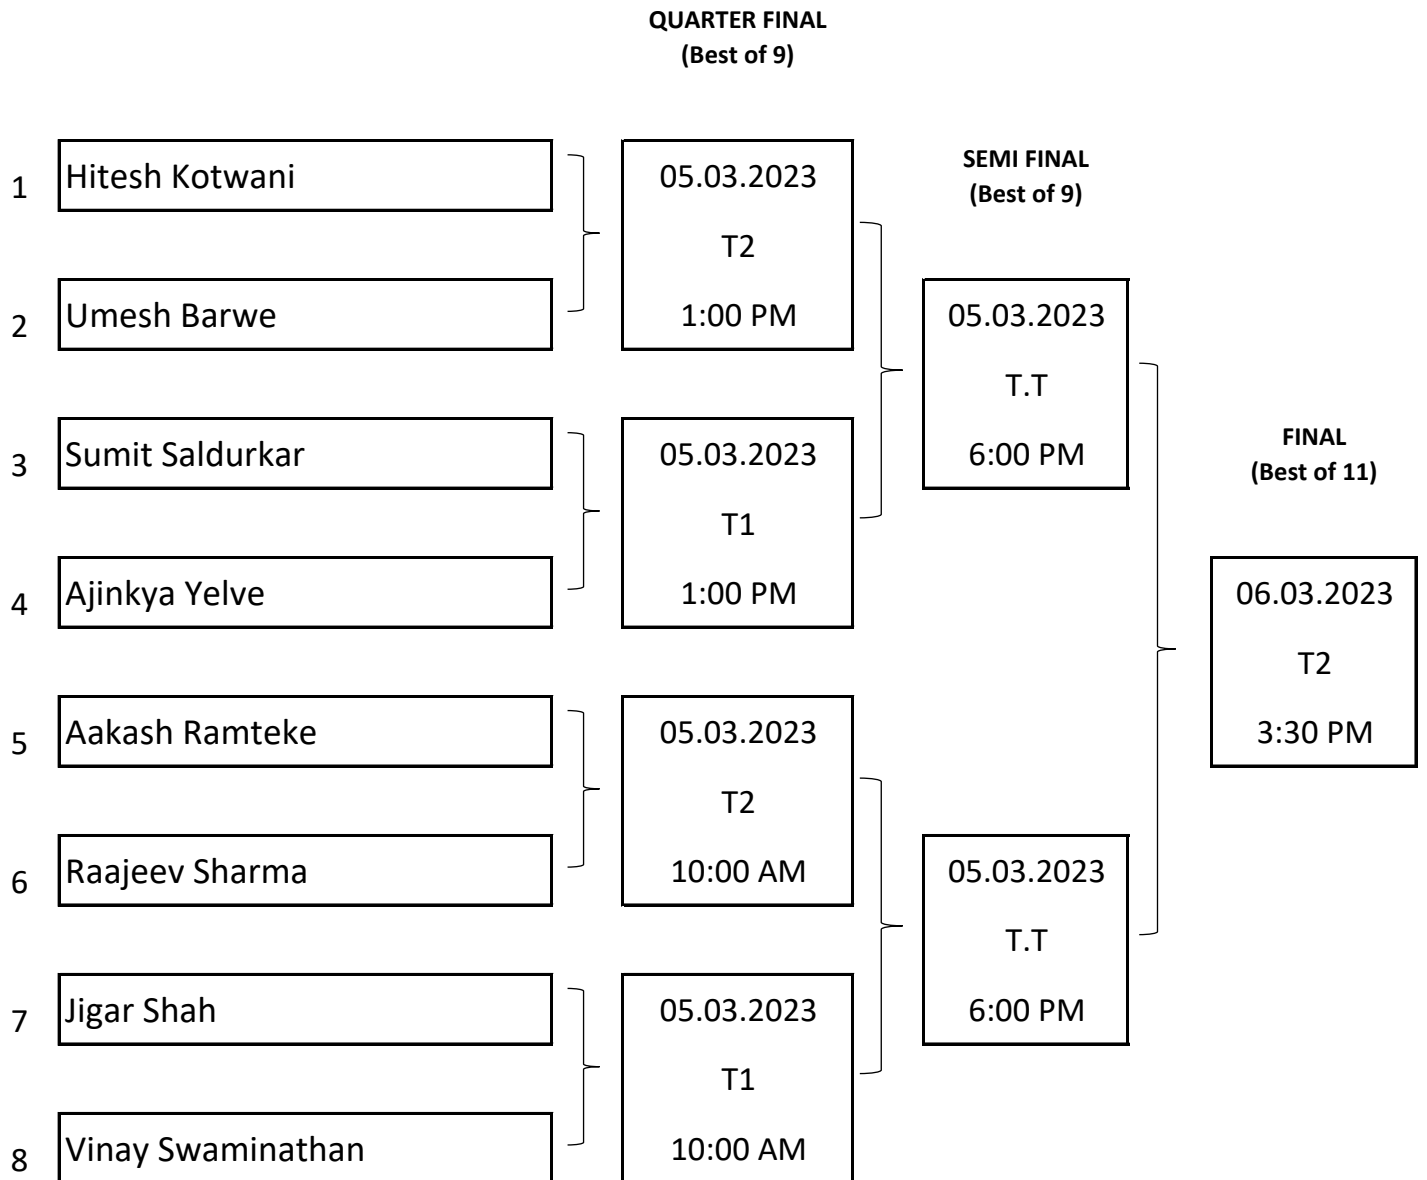 QUARTER FINAL
(Best of 9)
SEMI FINAL
(Best of 9)
FINAL
(Best of 11)
1 Hitesh Kotwani
2 Umesh Barwe
3 Sumit Saldurkar
4 Ajinkya Yelve
5 Aakash Ramteke
6 Raajeev Sharma
7 Jigar Shah
8 Vinay Swaminathan
05.03.2023
T2
1:00 PM
05.03.2023
T1
1:00 PM
05.03.2023
T2
10:00 AM
05.03.2023
T1
10:00 AM
05.03.2023
T.T
6:00 PM
05.03.2023
T.T
6:00 PM
06.03.2023
T2
3:30 PM